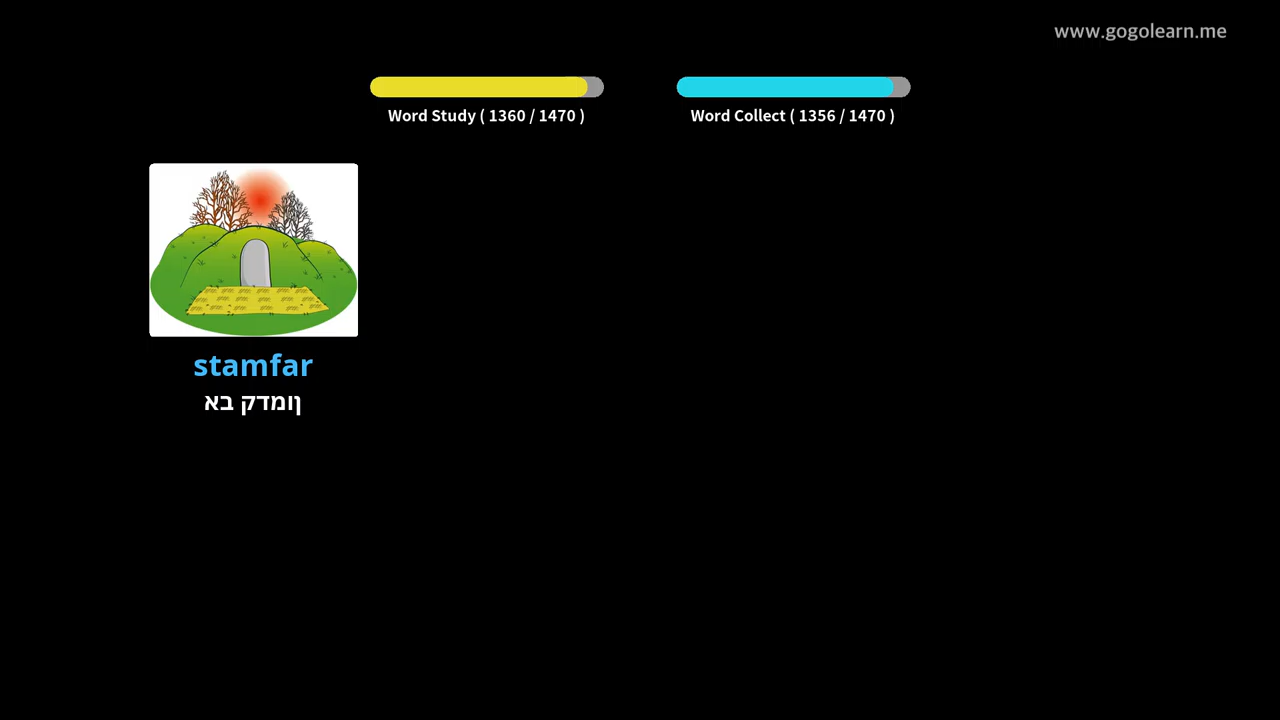 www.gogolearn.me
Word Study ( 1360 / 1470 )
Word Collect ( 1356 / 1470 )
stamfar
ןומדק בא